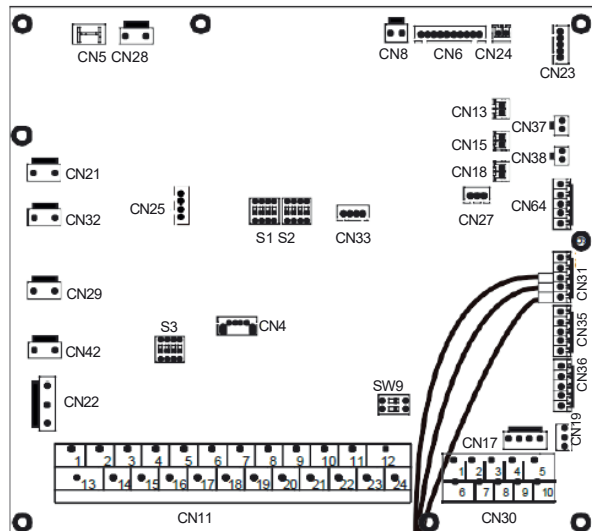 CN5 CN28 CN8 CN6 CN24 CN23
CN13
CN37
CN15
CN38
CN18
CN21
CN25
CN32
CN27
CN64
S1 S2
CN33
CN31
CN29
S3
CN4
CN35
CN42
CN36
SW9
CN22
CN17
CN19
1 2 3 4 5 6 7 8 9 10 11 12
13 14 15 16 17 18 19 20 21 22 23 24
1 2 3 4 5
6 7 8 9 10
CN11
CN30